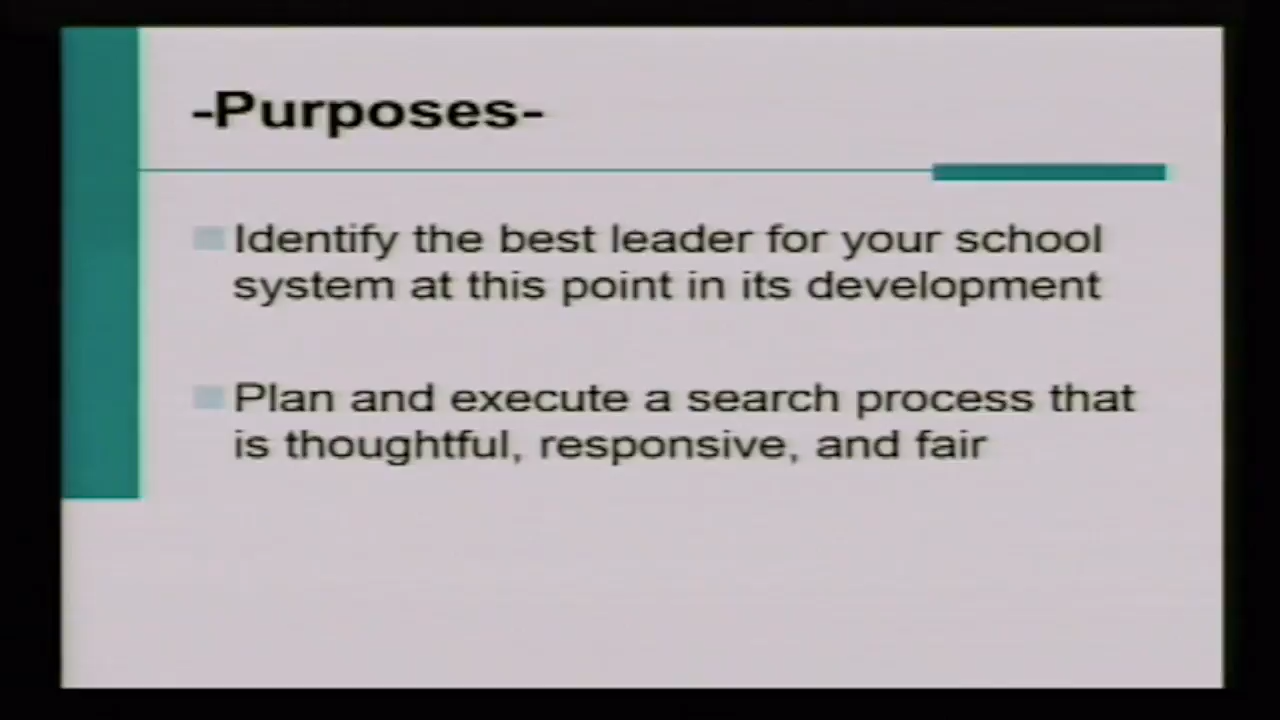 -Purposes-
Identify the best leader for your school
system at this point in its development
Plan and execute a search process that
is thoughtful, responsive, and fair